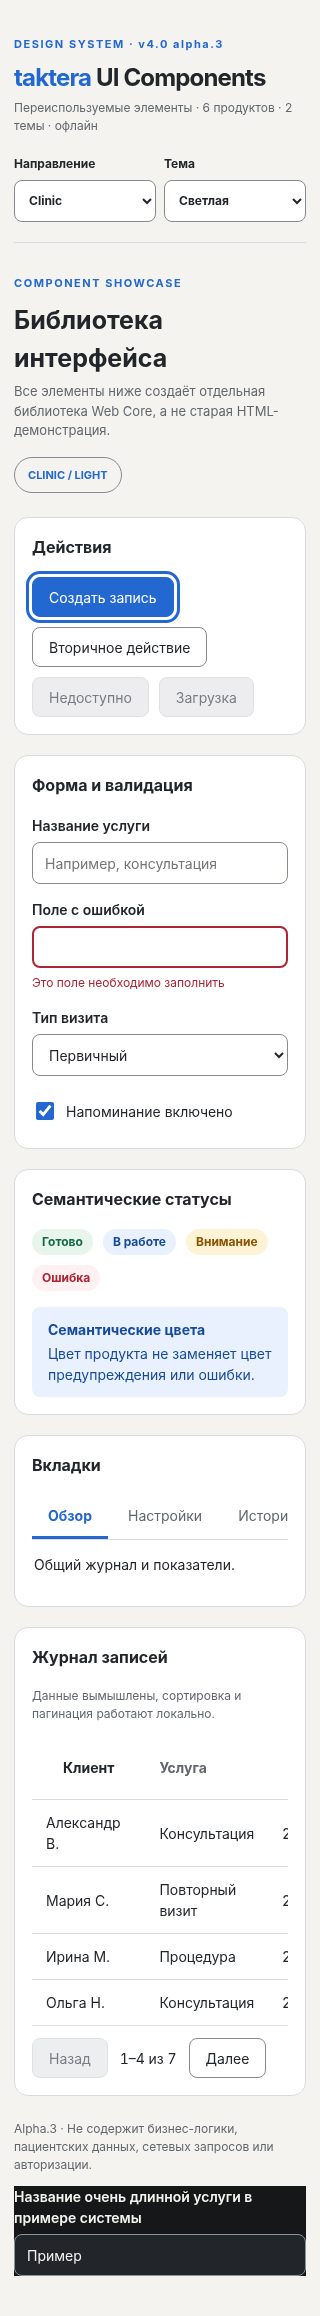 DESIGN SYSTEM · v4.0 alpha.3
taktera UI Components
Переиспользуемые элементы · 6 продуктов · 2
темы · офлайн
Направление Тема
Clinic Светлая
COMPONENT SHOWCASE
Библиотека
интерфейса
Все элементы ниже создаёт отдельная
библиотека Web Core, а не старая HTML-
демонстрация.
CLINIC / LIGHT
Действия
Создать запись
Вторичное действие
Недоступно Загрузка
Форма и валидация
Название услуги
Например, консультация
Поле с ошибкой
Это поле необходимо заполнить
Тип визита
Первичный
Напоминание включено
Семантические статусы
Готово В работе Внимание
Ошибка
Семантические цвета
Цвет продукта не заменяет цвет
предупреждения или ошибки.
Вкладки
Обзор Настройки Истори
Общий журнал и показатели.
Журнал записей
Данные вымышлены, сортировка и
пагинация работают локально.
Клиент Услуга
Александр
В.
Консультация 2
Мария С.
Повторный
визит
2
Ирина М. Процедура 2
Ольга Н. Консультация 2
Назад 1–4 из 7 Далее
Alpha.3 · Не содержит бизнес-логики,
пациентских данных, сетевых запросов или
авторизации.
Название очень длинной услуги в
примере системы
Пример